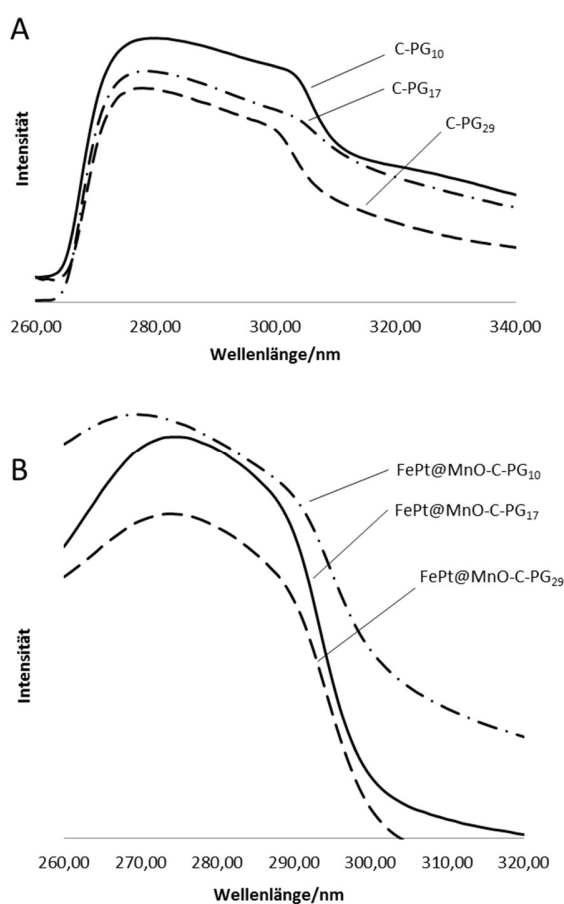 A
C-PG10
C-PG17
C-PG29
Intensität
260,00 280,00 300,00 320,00 340,00
Wellenlänge/nm
B
FePt@MnO-C-PG10
FePt@MnO-C-PG17
FePt@MnO-C-PG29
Intensität
260,00 270,00 280,00 290,00 300,00 310,00 320,00
Wellenlänge/nm